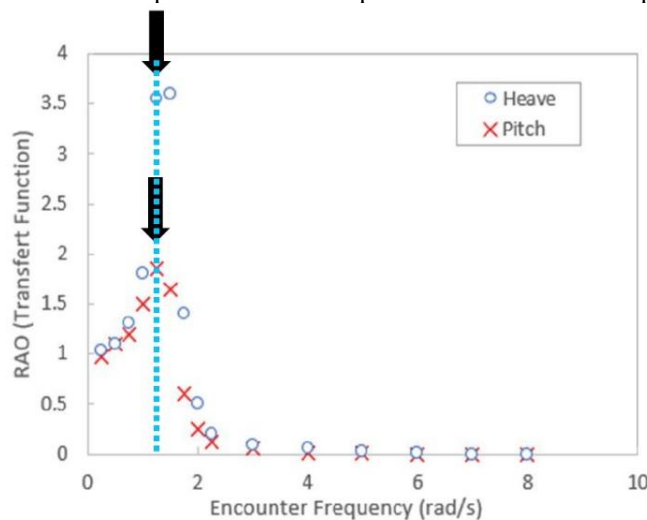 4
3.5
3
2.5
2
1.5
1
0.5
0
0 2 4 6 8 10
RAO (Transfert Function)
Encounter Frequency (rad/s)
Heave
Pitch